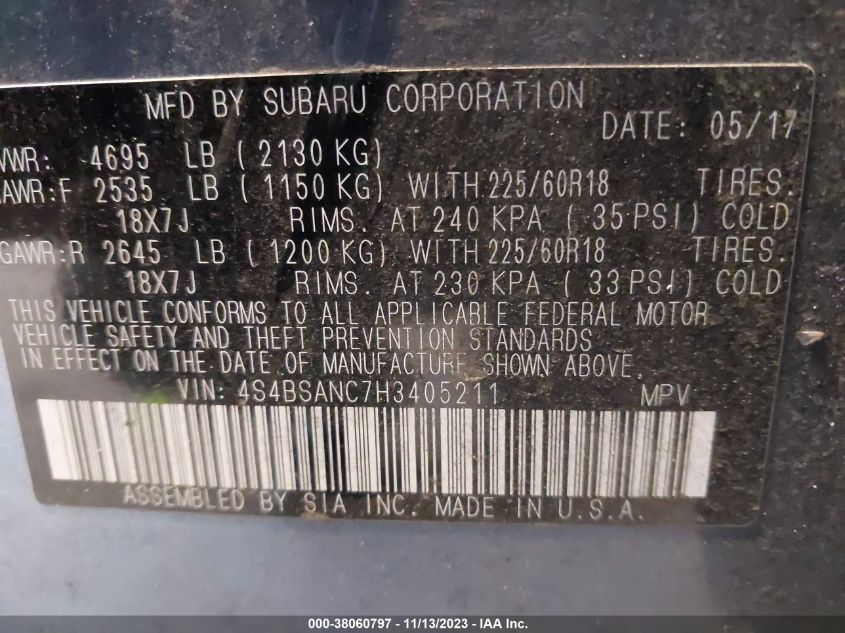 MFD BY SUBARU CORPORATION
DATE: 05/17
VWR: 4695 LB ( 2130 KG)
AWR:F 2535 LB ( 1150 KG) WITH 225/60R18 TIRES.
18X7J RIMS. AT 240 KPA ( 35 PSI) COLD
GAWR:R 2645 LB ( 1200 KG) WITH 225/60R18 TIRES.
18X7J RIMS. AT 230 KPA ( 33 PSI) COLD
THIS VEHICLE CONFORMS TO ALL APPLICABLE FEDERAL MOTOR
VEHICLE SAFETY AND THEFT PREVENTION STANDARDS
IN EFFECT ON THE DATE OF MANUFACTURE SHOWN ABOVE.
VIN: 4S4BSANC7H3405211 MPV
ASSEMBLED BY SIA INC. MADE IN U.S.A.
000-38060797 - 11/13/2023 - IAA Inc.